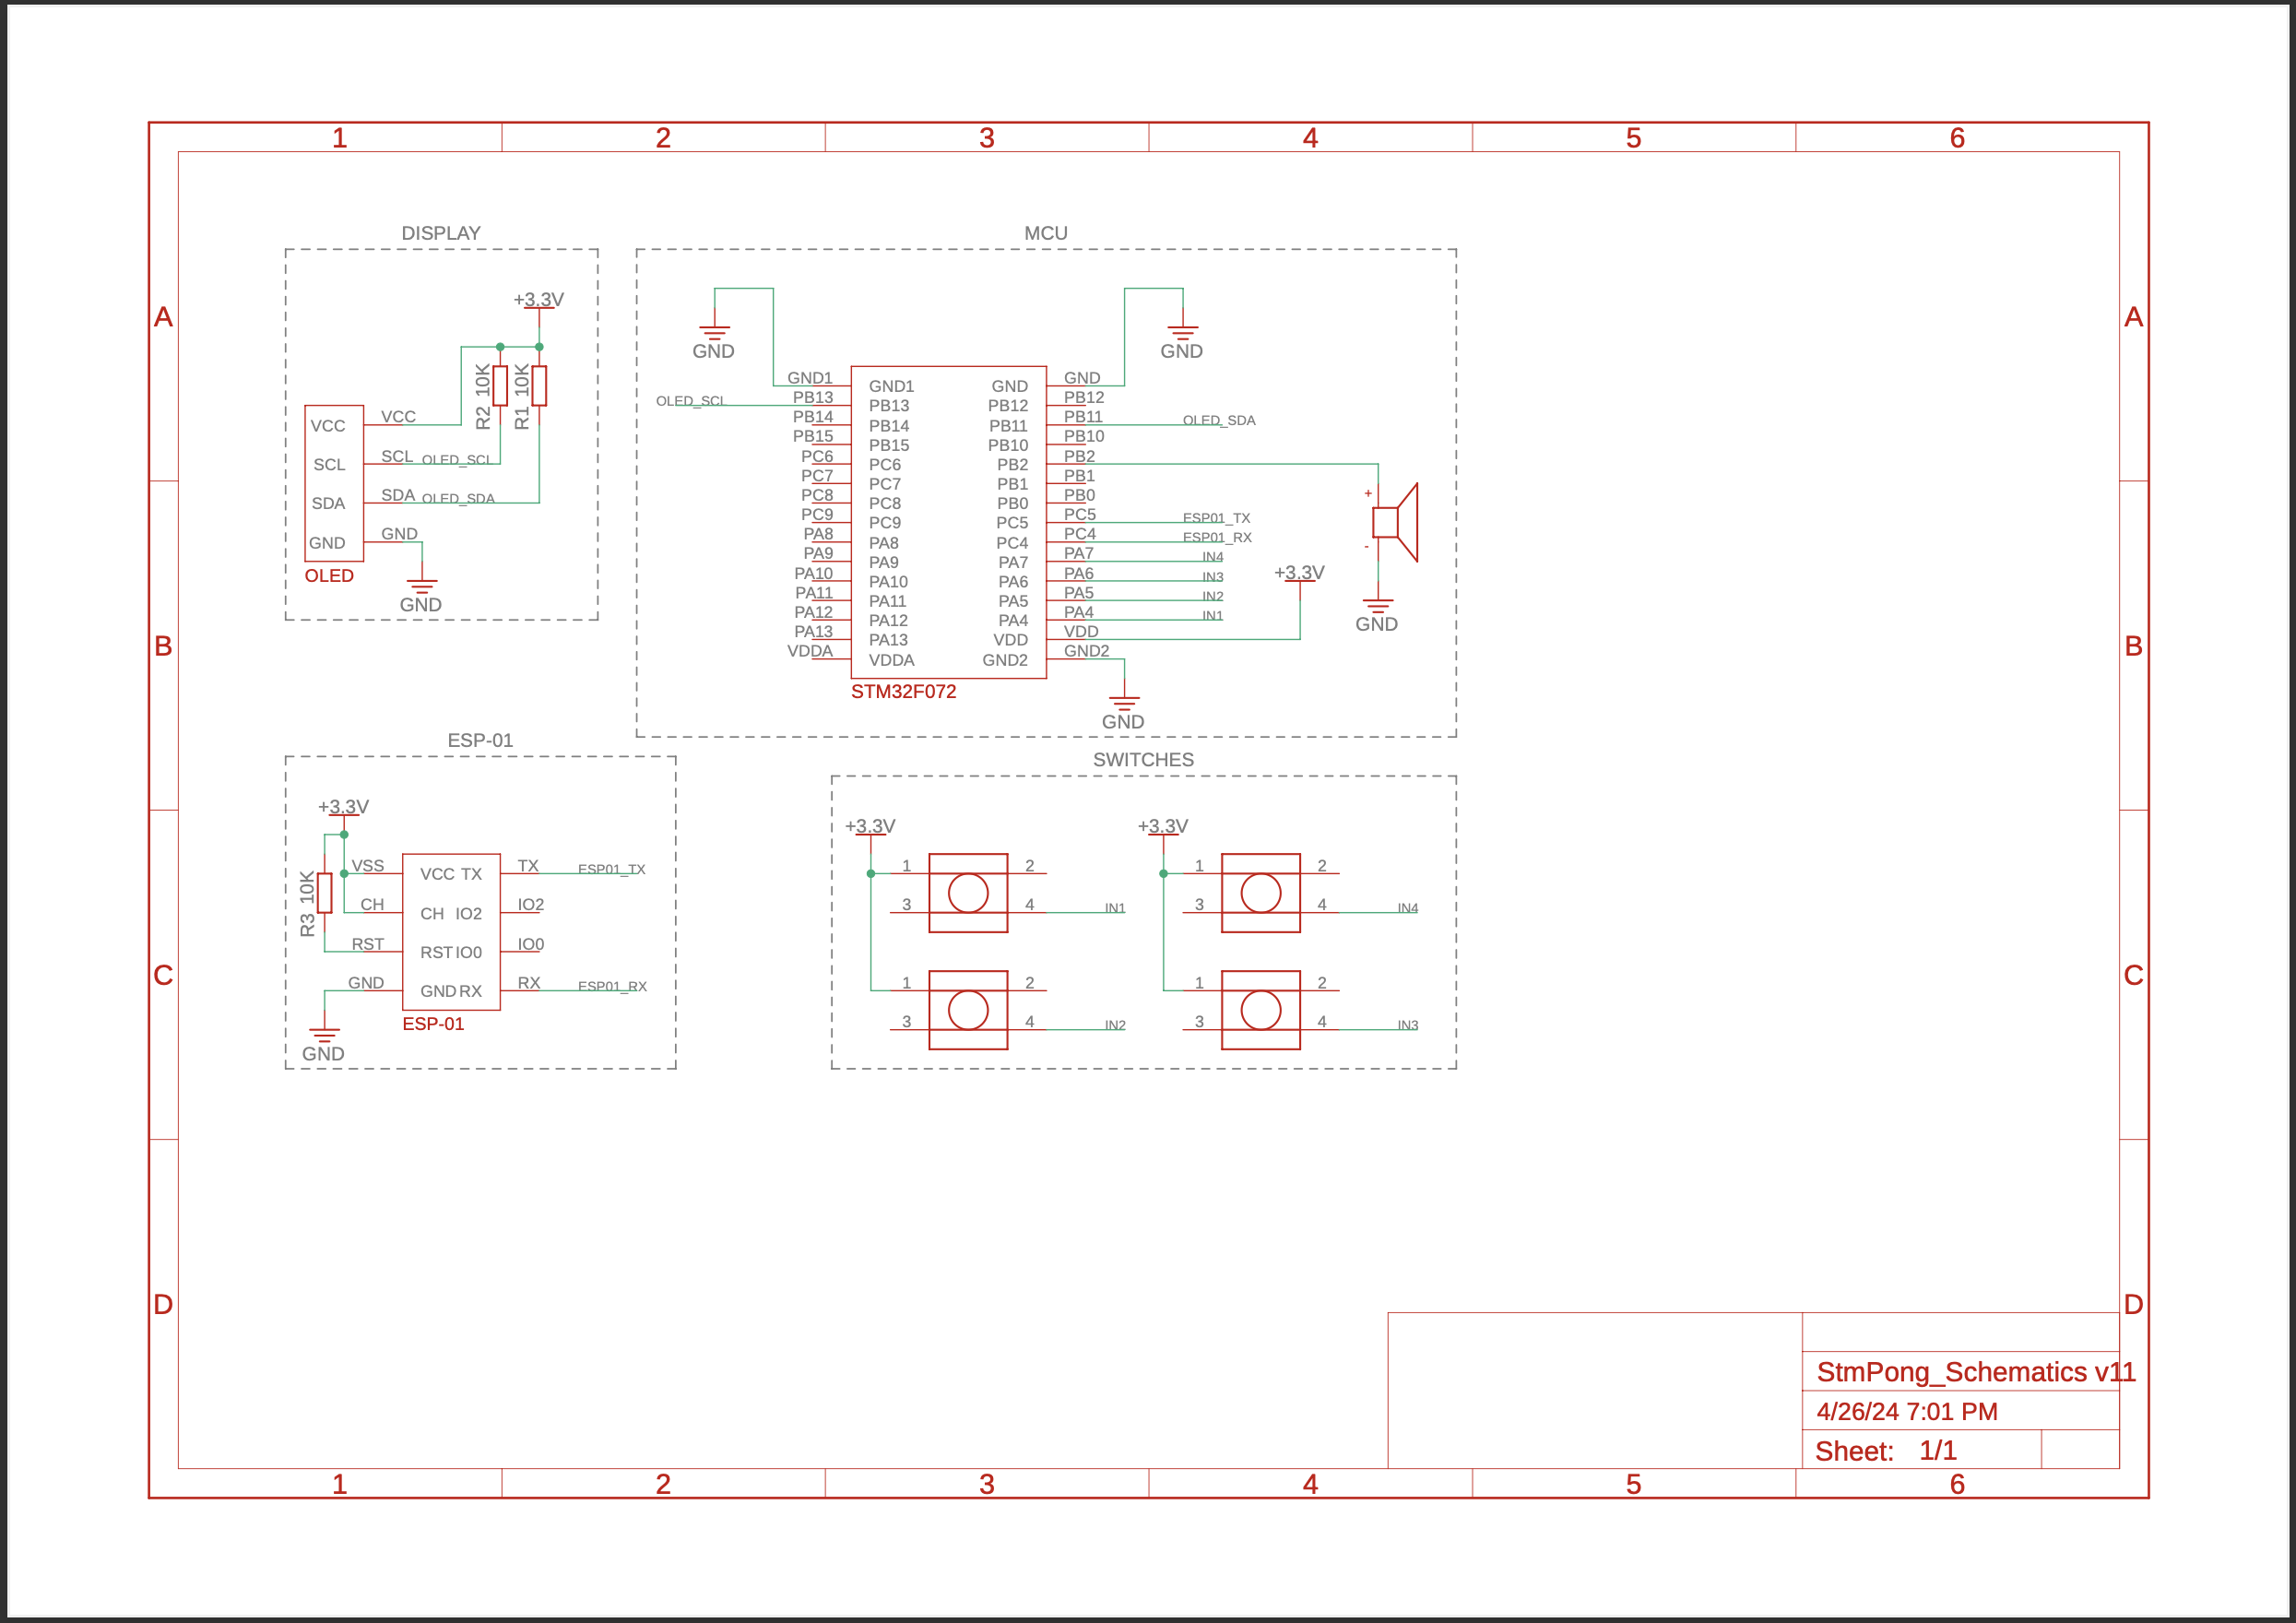 1 2 3 4 5 6
A A
DISPLAY
+3.3V
R2 10K
R1 10K
VCC VCC
SCL SCL OLED_SCL
SDA SDA OLED_SDA
GND GND
OLED
GND
MCU
GND GND
GND1 GND1 GND GND
OLED_SCL PB13 PB13 PB12 PB12
PB14 PB14 PB11 PB11 OLED_SDA
PB15 PB15 PB10 PB10
PC6 PC6 PB2 PB2
PC7 PC7 PB1 PB1
PC8 PC8 PB0 PB0
PC9 PC9 PC5 PC5 ESP01_TX
PA8 PA8 PC4 PC4 ESP01_RX
PA9 PA9 PA7 PA7 IN4
PA10 PA10 PA6 PA6 IN3
PA11 PA11 PA5 PA5 IN2
PA12 PA12 PA4 PA4 IN1
PA13 PA13 VDD VDD
VDDA VDDA GND2 GND2
STM32F072
+3.3V
+
-
GND
GND
B B
ESP-01
+3.3V
R3 10K
VSS VCC TX TX ESP01_TX
CH CH IO2 IO2
RST RST IO0 IO0
GND GND RX RX ESP01_RX
ESP-01
GND
SWITCHES
+3.3V +3.3V
1 2 1 2
3 4 IN1 3 4 IN4
1 2 1 2
3 4 IN2 3 4 IN3
C C
D D
StmPong_Schematics v11
4/26/24 7:01 PM
Sheet: 1/1
1 2 3 4 5 6